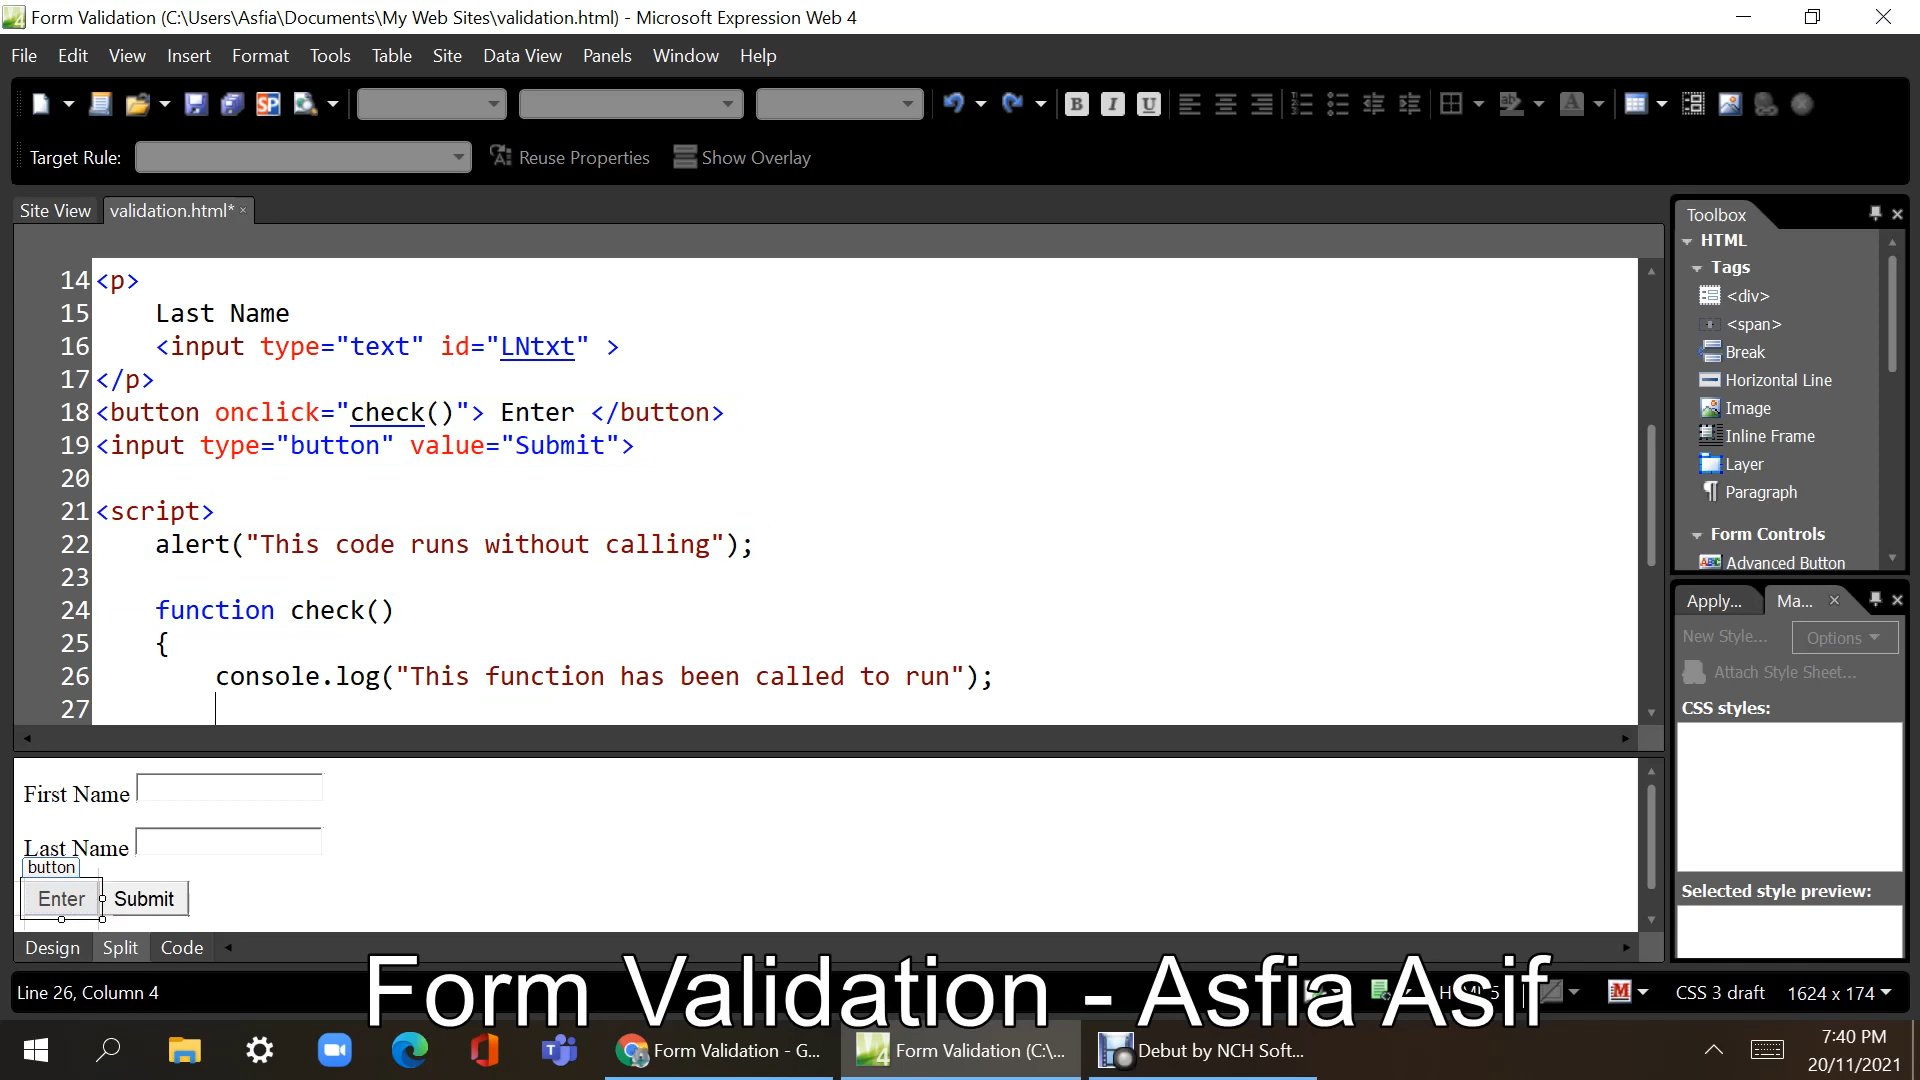 Form Validation (C:\Users\Asfia\Documents\My Web Sites\validation.html) - Microsoft Expression Web 4
File Edit View Insert Format Tools Table Site Data View Panels Window Help
Target Rule: Reuse Properties Show Overlay
Site View validation.html* ×
14 <p>
15 Last Name
16 <input type="text" id="LNtxt" >
17 </p>
18 <button onclick="check()"> Enter </button>
19 <input type="button" value="Submit">
20
21 <script>
22 alert("This code runs without calling");
23
24 function check()
25 {
26 console.log("This function has been called to run");
27
Toolbox
HTML
Tags
<div>
<span>
Break
Horizontal Line
Image
Inline Frame
Layer
Paragraph
Form Controls
Advanced Button
Apply... Ma...
New Style... Options
Attach Style Sheet...
CSS styles:
Selected style preview:
First Name
Last Name
button
Enter Submit
Design Split Code
Line 26, Column 4
CSS 3 draft 1624 x 174
Form Validation - Asfia Asif
Form Validation - G...
Form Validation (C:\...
Debut by NCH Soft...
7:40 PM
20/11/2021